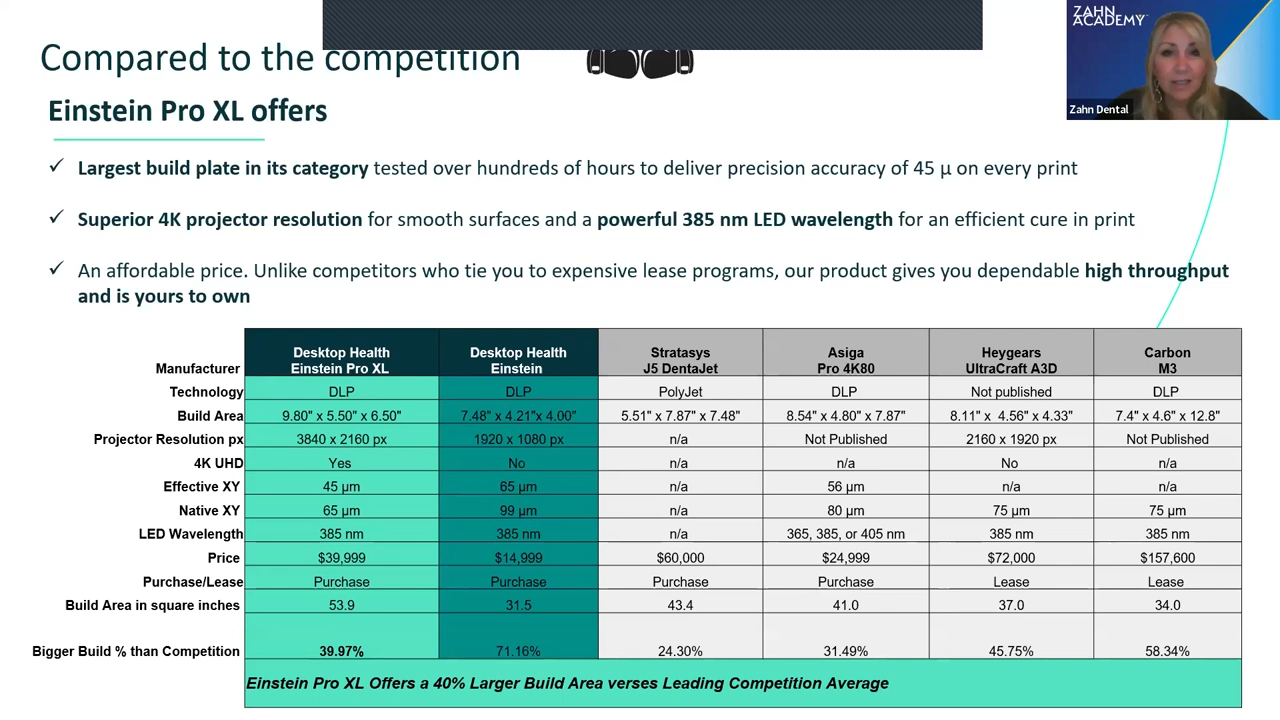 Compared to the competition
ZAHN
ACADEMY
Zahn Dental
Einstein Pro XL offers
✓ Largest build plate in its category tested over hundreds of hours to deliver precision accuracy of 45 µ on every print
✓ Superior 4K projector resolution for smooth surfaces and a powerful 385 nm LED wavelength for an efficient cure in print
✓ An affordable price. Unlike competitors who tie you to expensive lease programs, our product gives you dependable high throughput
and is yours to own
Desktop Health Desktop Health Stratasys Asiga Heygears Carbon
Manufacturer Einstein Pro XL Einstein J5 DentaJet Pro 4K80 UltraCraft A3D M3
Technology DLP DLP PolyJet DLP Not published DLP
Build Area 9.80" x 5.50" x 6.50" 7.48" x 4.21"x 4.00" 5.51" x 7.87" x 7.48" 8.54" x 4.80" x 7.87" 8.11" x 4.56" x 4.33" 7.4" x 4.6" x 12.8"
Projector Resolution px 3840 x 2160 px 1920 x 1080 px n/a Not Published 2160 x 1920 px Not Published
4K UHD Yes No n/a n/a No n/a
Effective XY 45 µm 65 µm n/a 56 µm n/a n/a
Native XY 65 µm 99 µm n/a 80 µm 75 µm 75 µm
LED Wavelength 385 nm 385 nm n/a 365, 385, or 405 nm 385 nm 385 nm
Price $39,999 $14,999 $60,000 $24,999 $72,000 $157,600
Purchase/Lease Purchase Purchase Purchase Purchase Lease Lease
Build Area in square inches 53.9 31.5 43.4 41.0 37.0 34.0
Bigger Build % than Competition 39.97% 71.16% 24.30% 31.49% 45.75% 58.34%
Einstein Pro XL Offers a 40% Larger Build Area verses Leading Competition Average